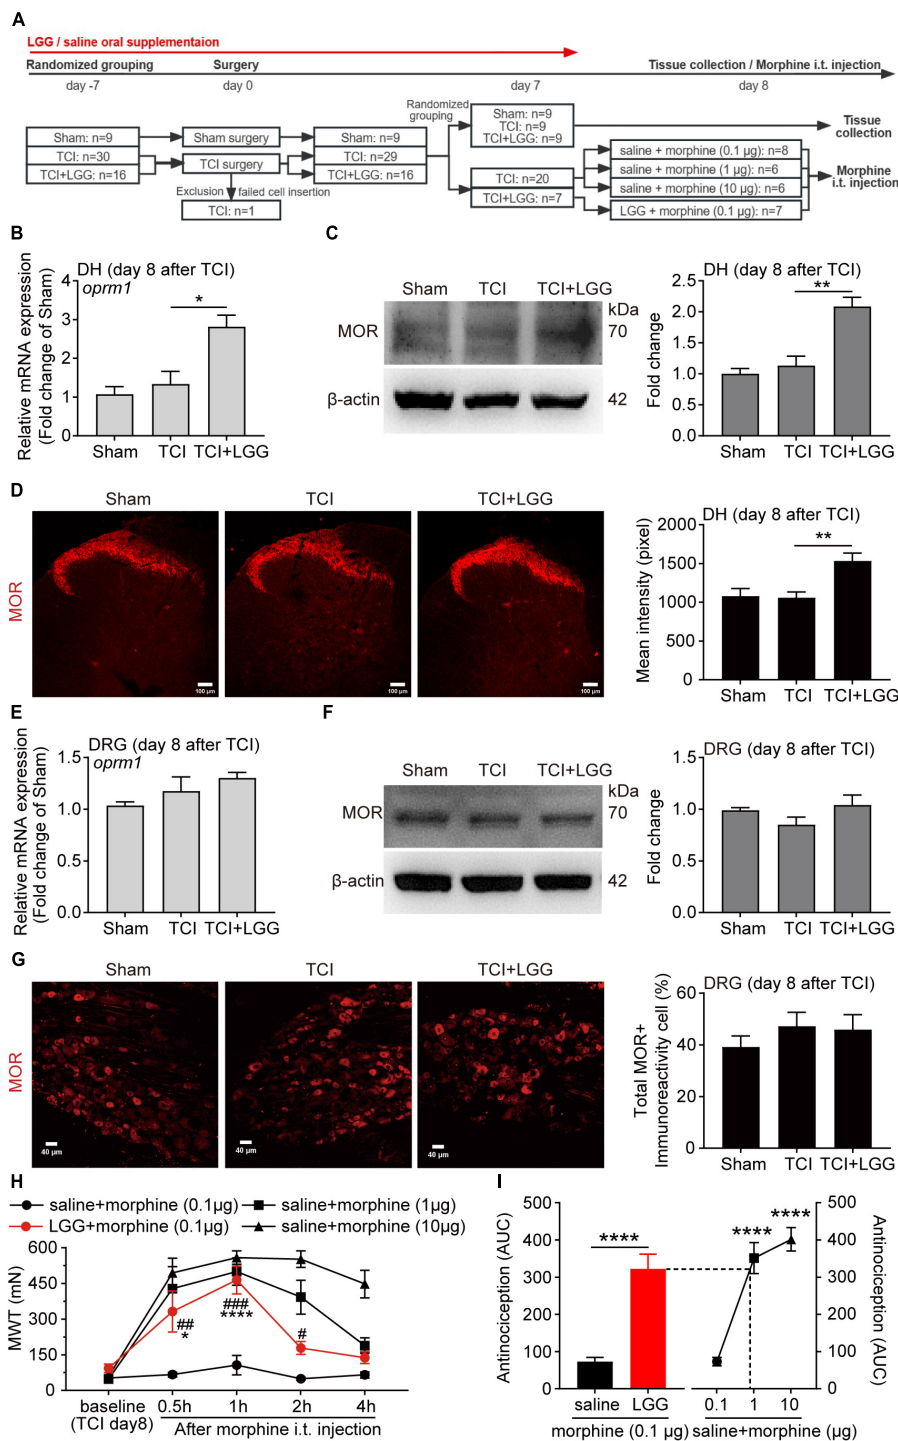 A
LGG / saline oral supplementaion
Randomized grouping
Surgery
Tissue collection / Morphine i.t. injection
day -7
day 0
day 7
day 8
Randomized
grouping
Sham: n=9
TCI: n=30
TCI+LGG: n=16
Sham surgery
TCI surgery
Exclusion
failed cell insertion
TCI: n=1
Sham: n=9
TCI: n=29
TCI+LGG: n=16
Sham: n=9
TCI: n=9
TCI+LGG: n=9
Tissue
collection
TCI: n=20
TCI+LGG: n=7
saline + morphine (0.1 µg): n=8
saline + morphine (1 µg): n=6
saline + morphine (10 µg): n=6
LGG + morphine (0.1 µg): n=7
Morphine
i.t. injection
B
DH (day 8 after TCI)
oprm1
Relative mRNA expression
(Fold change of Sham)
4
3
2
1
0
*
Sham
TCI
TCI+LGG
C
Sham
TCI
TCI+LGG
kDa
MOR
70
β-actin
42
DH (day 8 after TCI)
Fold change
2.5
2.0
1.5
1.0
0.5
0.0
**
Sham
TCI
TCI+LGG
D
Sham
TCI
TCI+LGG
MOR
100 µm
100 µm
100 µm
DH (day 8 after TCI)
Mean intensity (pixel)
2000
1500
1000
500
0
**
Sham
TCI
TCI+LGG
E
DRG (day 8 after TCI)
oprm1
Relative mRNA expression
(Fold change of Sham)
1.5
1.0
0.5
0.0
Sham
TCI
TCI+LGG
F
Sham
TCI
TCI+LGG
kDa
MOR
70
β-actin
42
DRG (day 8 after TCI)
Fold change
1.5
1.0
0.5
0.0
Sham
TCI
TCI+LGG
G
Sham
TCI
TCI+LGG
MOR
40 µm
40 µm
40 µm
DRG (day 8 after TCI)
Total MOR+
Immunoreactivity cell (%)
60
40
20
0
Sham
TCI
TCI+LGG
H
saline+morphine (0.1µg)
saline+morphine (1µg)
LGG+morphine (0.1µg)
saline+morphine (10µg)
MWT (mN)
600
450
300
150
0
##
*
###
****
#
baseline
(TCI day8)
0.5h
1h
2h
4h
After morphine i.t. injection
I
Antinociception (AUC)
500
400
300
200
100
0
****
saline
LGG
morphine (0.1 µg)
****
****
500
400
300
200
100
0
Antinociception
(AUC)
0.1
1
10
saline+morphine (µg)